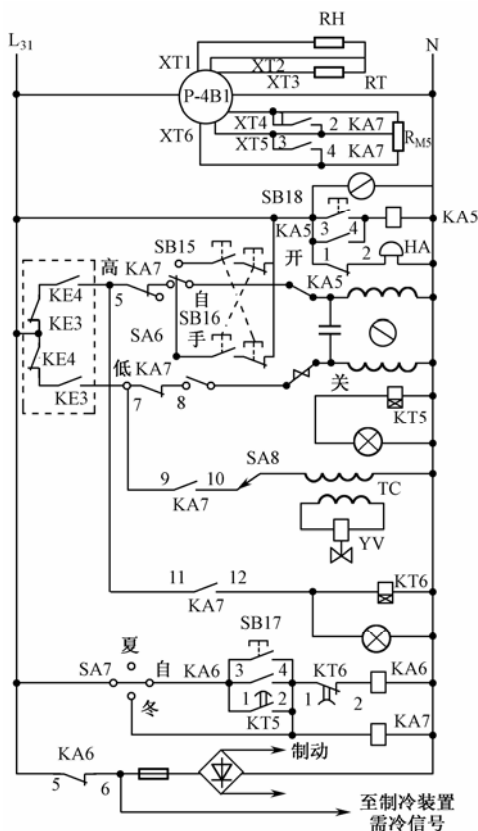 L31 N
RH
XT1
XT2
XT3 RT
P-4B1
XT4 2 KA7
XT6 XT5 3 RM5
4 KA7
SB18
KA5 3 4 KA5
SB15
开 1 2 HA
KE4 高 KA7 KA5
5 自
KE3 SB16
SA6 手
KE4
低 KA7 关
KE3 7 8 KT5
SA8
9 10 TC
KA7
YV
11 12 KT6
KA7
SB17
夏
SA7 自 KA6 3 4 KT6 KA6
1 2 1 2
冬 KT5 KA7
KA6 制动
5 6
至制冷装置
需冷信号